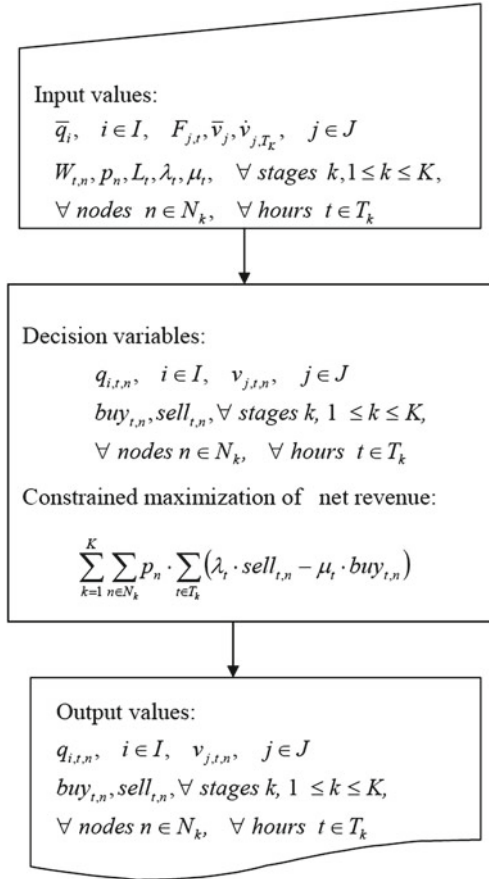 Input values:
q̅ᵢ, i ∈ I, F_{j,t}, v̅_j, v̇_{j,T_K}, j ∈ J
W_{t,n}, p_n, L_t, λ_t, μ_t, ∀ stages k, 1 ≤ k ≤ K,
∀ nodes n ∈ N_k, ∀ hours t ∈ T_k
Decision variables:
q_{i,t,n}, i ∈ I, v_{j,t,n}, j ∈ J
buy_{t,n}, sell_{t,n}, ∀ stages k, 1 ≤ k ≤ K,
∀ nodes n ∈ N_k, ∀ hours t ∈ T_k
Constrained maximization of net revenue:
∑_{k=1}^{K} ∑_{n∈N_k} p_n · ∑_{t∈T_k} (λ_t · sell_{t,n} − μ_t · buy_{t,n})
Output values:
q_{i,t,n}, i ∈ I, v_{j,t,n}, j ∈ J
buy_{t,n}, sell_{t,n}, ∀ stages k, 1 ≤ k ≤ K,
∀ nodes n ∈ N_k, ∀ hours t ∈ T_k